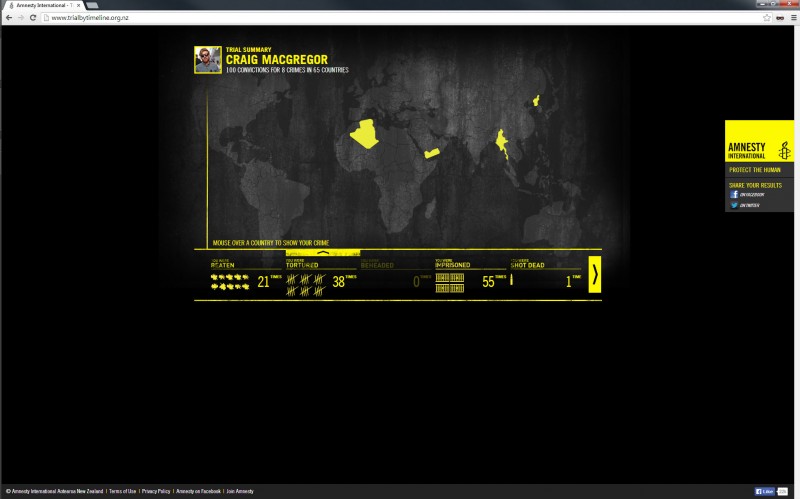 Amnesty International - T
www.trialbytimeline.org.nz
TRIAL SUMMARY
CRAIG MACGREGOR
100 CONVICTIONS FOR 8 CRIMES IN 65 COUNTRIES
AMNESTY
INTERNATIONAL
PROTECT THE HUMAN
SHARE YOUR RESULTS
ON FACEBOOK
ON TWITTER
MOUSE OVER A COUNTRY TO SHOW YOUR CRIME
YOU WERE
BEATEN
21 TIMES
YOU WERE
TORTURED
38 TIMES
YOU WERE
BEHEADED
0 TIMES
YOU WERE
IMPRISONED
55 TIMES
YOU WERE
SHOT DEAD
1 TIME
© Amnesty International Aotearoa New Zealand | Terms of Use | Privacy Policy | Amnesty on Facebook | Join Amnesty
Like